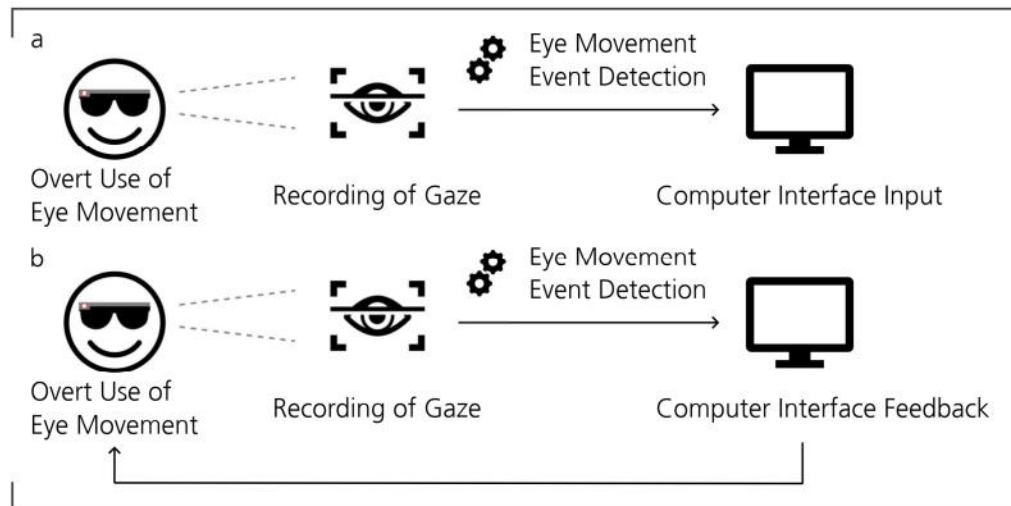 a
Eye Movement
Event Detection
Overt Use of
Eye Movement
Recording of Gaze
Computer Interface Input
b
Eye Movement
Event Detection
Overt Use of
Eye Movement
Recording of Gaze
Computer Interface Feedback